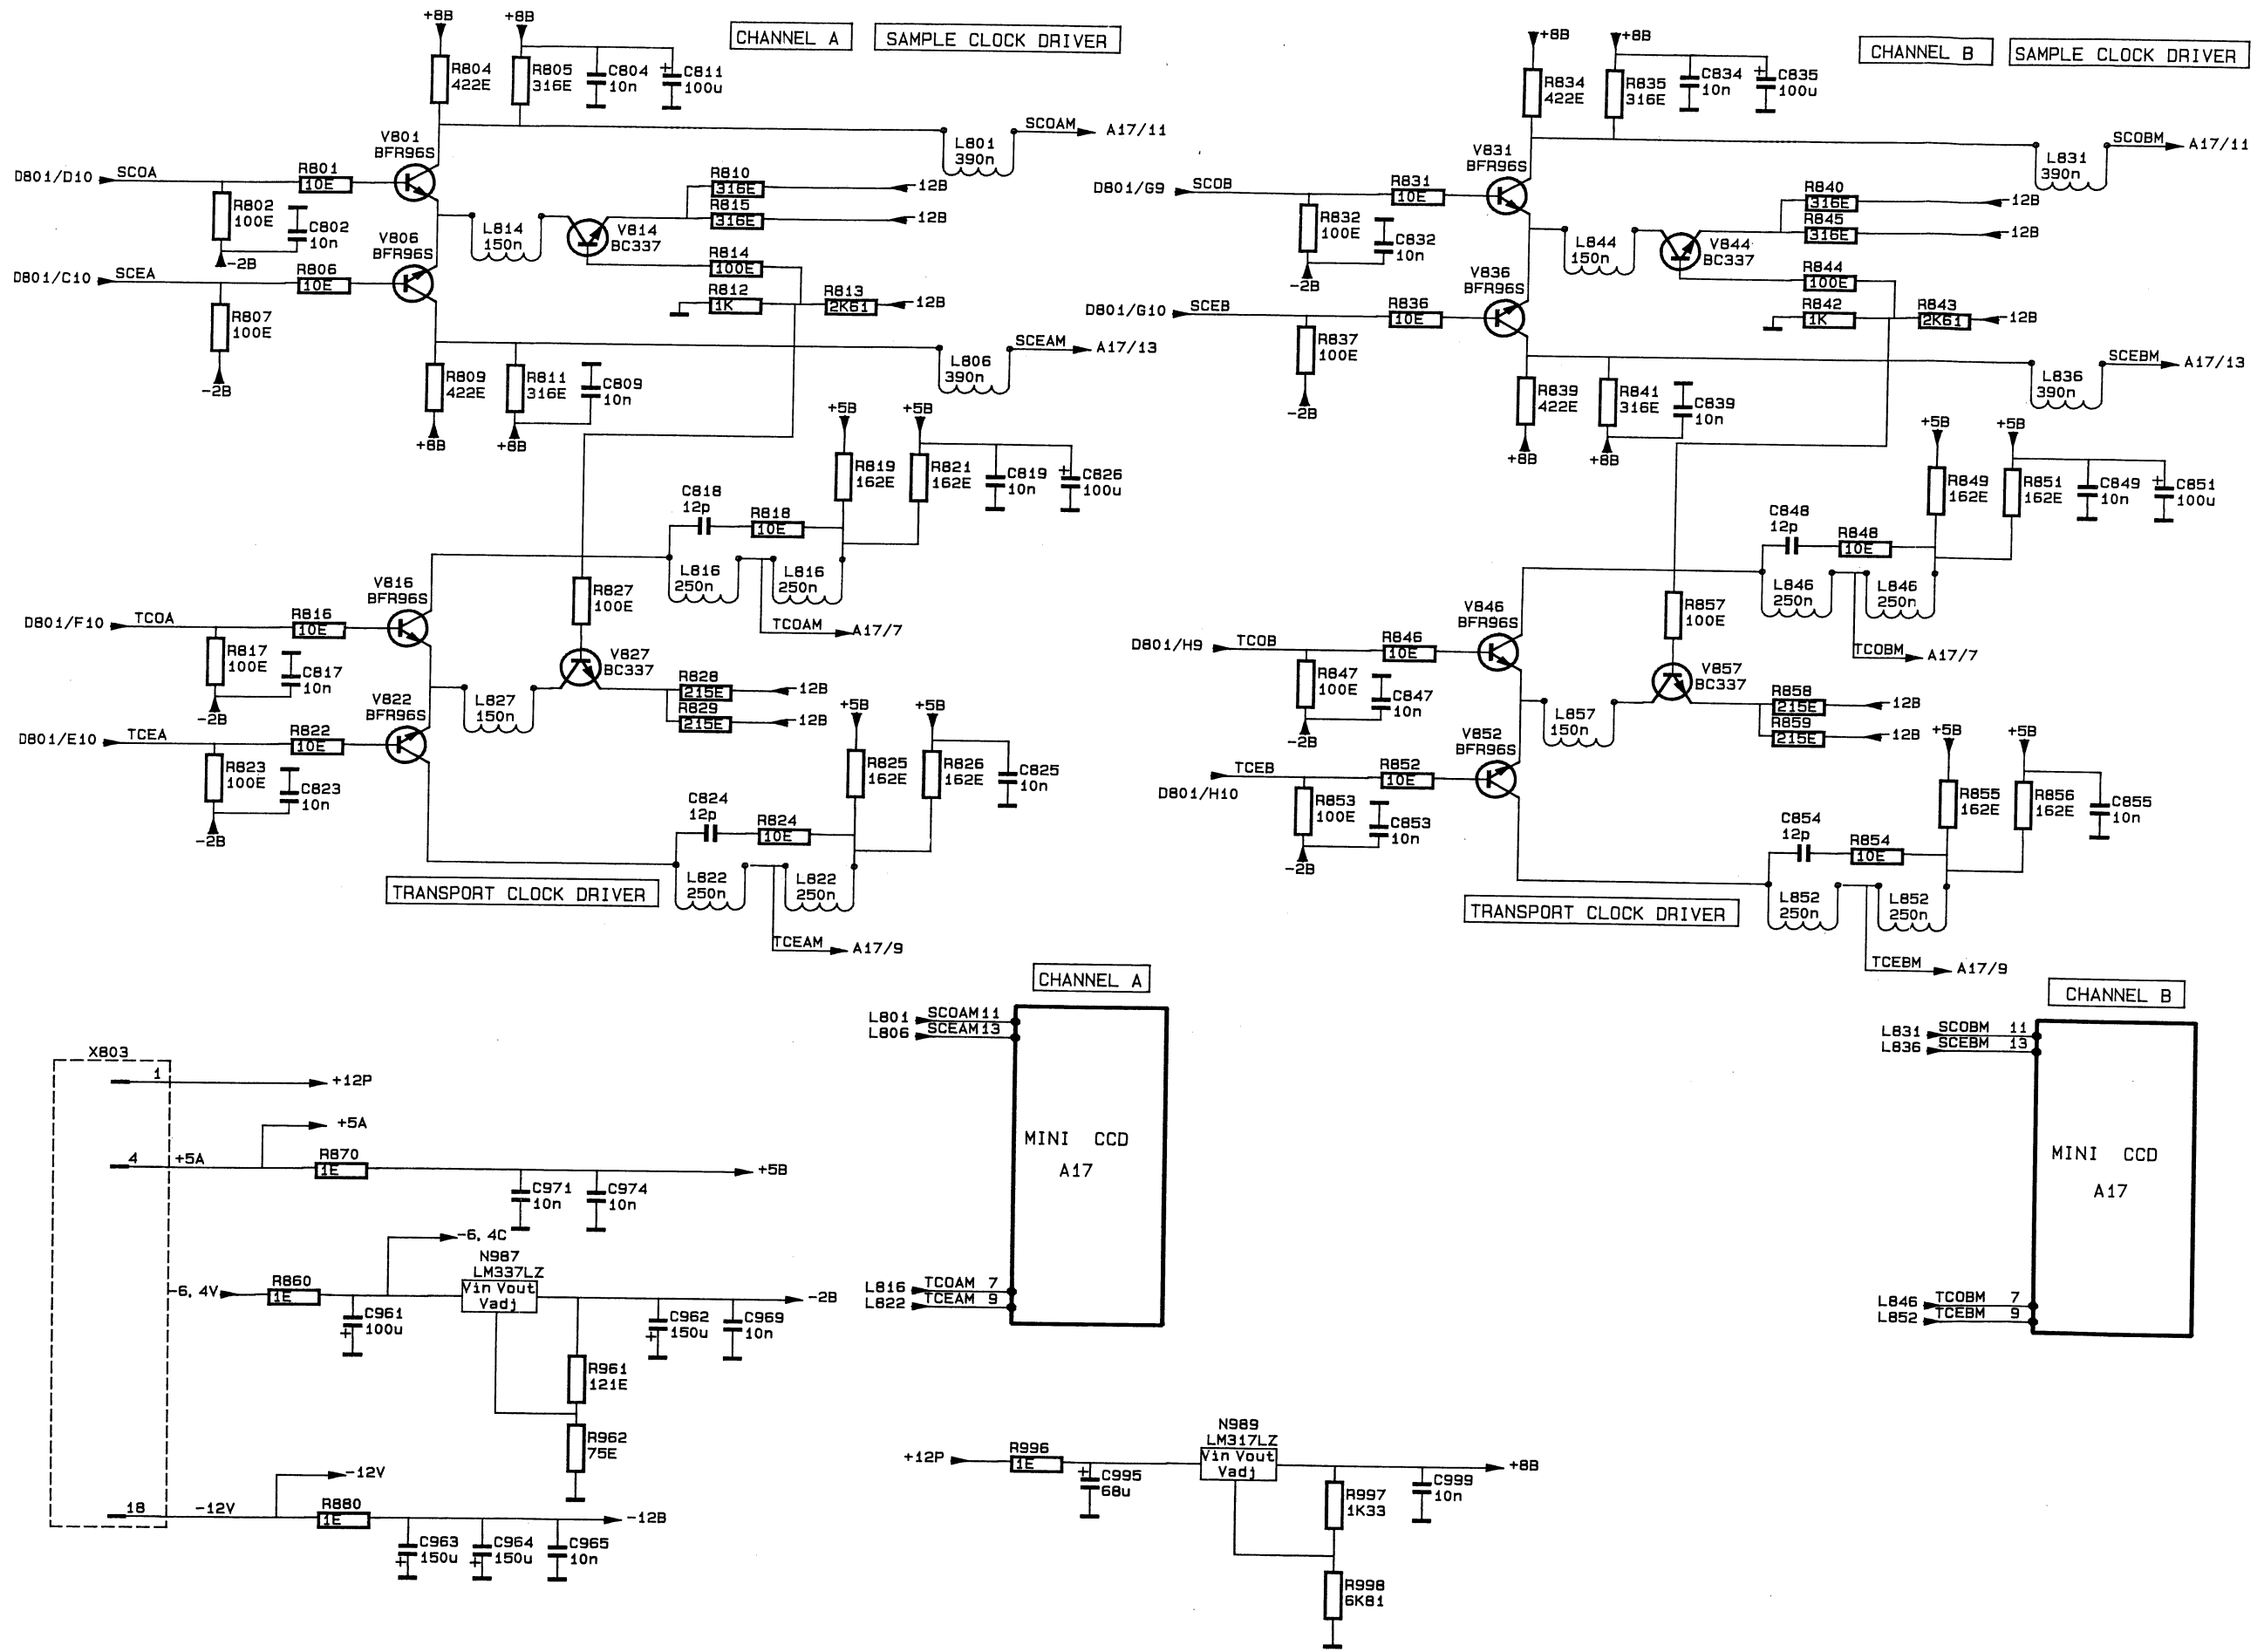 CHANNEL A
SAMPLE CLOCK DRIVER
+8B
+8B
R804
422E
R805
316E
C804
10n
+
C811
100u
V801
BFR96S
SCOAM
A17/11
L801
390n
D801/D10
SCOA
R801
10E
R802
100E
C802
10n
-2B
V806
BFR96S
L814
150n
V814
BC337
R810
316E
-12B
R815
316E
-12B
R814
100E
R812
1K
R813
2K61
-12B
D801/C10
SCEA
R806
10E
R807
100E
-2B
SCEAM
A17/13
L806
390n
R809
422E
R811
316E
C809
10n
+8B
+8B
+5B
+5B
R819
162E
R821
162E
C819
10n
+
C826
100u
C818
12p
R818
10E
L816
250n
L816
250n
TCOAM
A17/7
V816
BFR96S
R827
100E
D801/F10
TCOA
R816
10E
R817
100E
C817
10n
-2B
V827
BC337
V822
BFR96S
L827
150n
R828
215E
-12B
R829
215E
-12B
D801/E10
TCEA
R822
10E
R823
100E
C823
10n
-2B
+5B
+5B
R825
162E
R826
162E
C825
10n
C824
12p
R824
10E
L822
250n
L822
250n
TCEAM
A17/9
TRANSPORT CLOCK DRIVER
CHANNEL B
SAMPLE CLOCK DRIVER
+8B
+8B
R834
422E
R835
316E
C834
10n
+
C835
100u
V831
BFR96S
SCOBM
A17/11
L831
390n
D801/G9
SCOB
R831
10E
R832
100E
C832
10n
-2B
V836
BFR96S
L844
150n
V844
BC337
R840
316E
-12B
R845
316E
-12B
R844
100E
R842
1K
R843
2K61
-12B
D801/G10
SCEB
R836
10E
R837
100E
-2B
SCEBM
A17/13
L836
390n
R839
422E
R841
316E
C839
10n
+8B
+8B
+5B
+5B
R849
162E
R851
162E
C849
10n
+
C851
100u
C848
12p
R848
10E
L846
250n
L846
250n
TCOBM
A17/7
V846
BFR96S
R857
100E
D801/H9
TCOB
R846
10E
R847
100E
C847
10n
-2B
V857
BC337
V852
BFR96S
L857
150n
R858
215E
-12B
R859
215E
-12B
TCEB
D801/H10
R852
10E
R853
100E
C853
10n
-2B
+5B
+5B
R855
162E
R856
162E
C855
10n
C854
12p
R854
10E
L852
250n
L852
250n
TCEBM
A17/9
TRANSPORT CLOCK DRIVER
CHANNEL A
L801
SCOAM
11
L806
SCEAM
13
MINI CCD
A17
L816
TCOAM
7
L822
TCEAM
9
CHANNEL B
L831
SCOBM
11
L836
SCEBM
13
MINI CCD
A17
L846
TCOBM
7
L852
TCEBM
9
X803
1
+12P
+5A
4
+5A
R870
1E
+5B
C971
10n
C974
10n
-6,4C
N987
LM337LZ
-6,4V
R860
1E
Vin Vout
Vadj
-2B
C961
100u
+
C962
150u
+
C969
10n
R961
121E
R962
75E
-12V
18
-12V
R880
1E
-12B
C963
150u
+
C964
150u
+
C965
10n
+12P
R996
1E
N989
LM317LZ
Vin Vout
Vadj
+8B
+
C995
68u
R997
1K33
C999
10n
R998
6K81